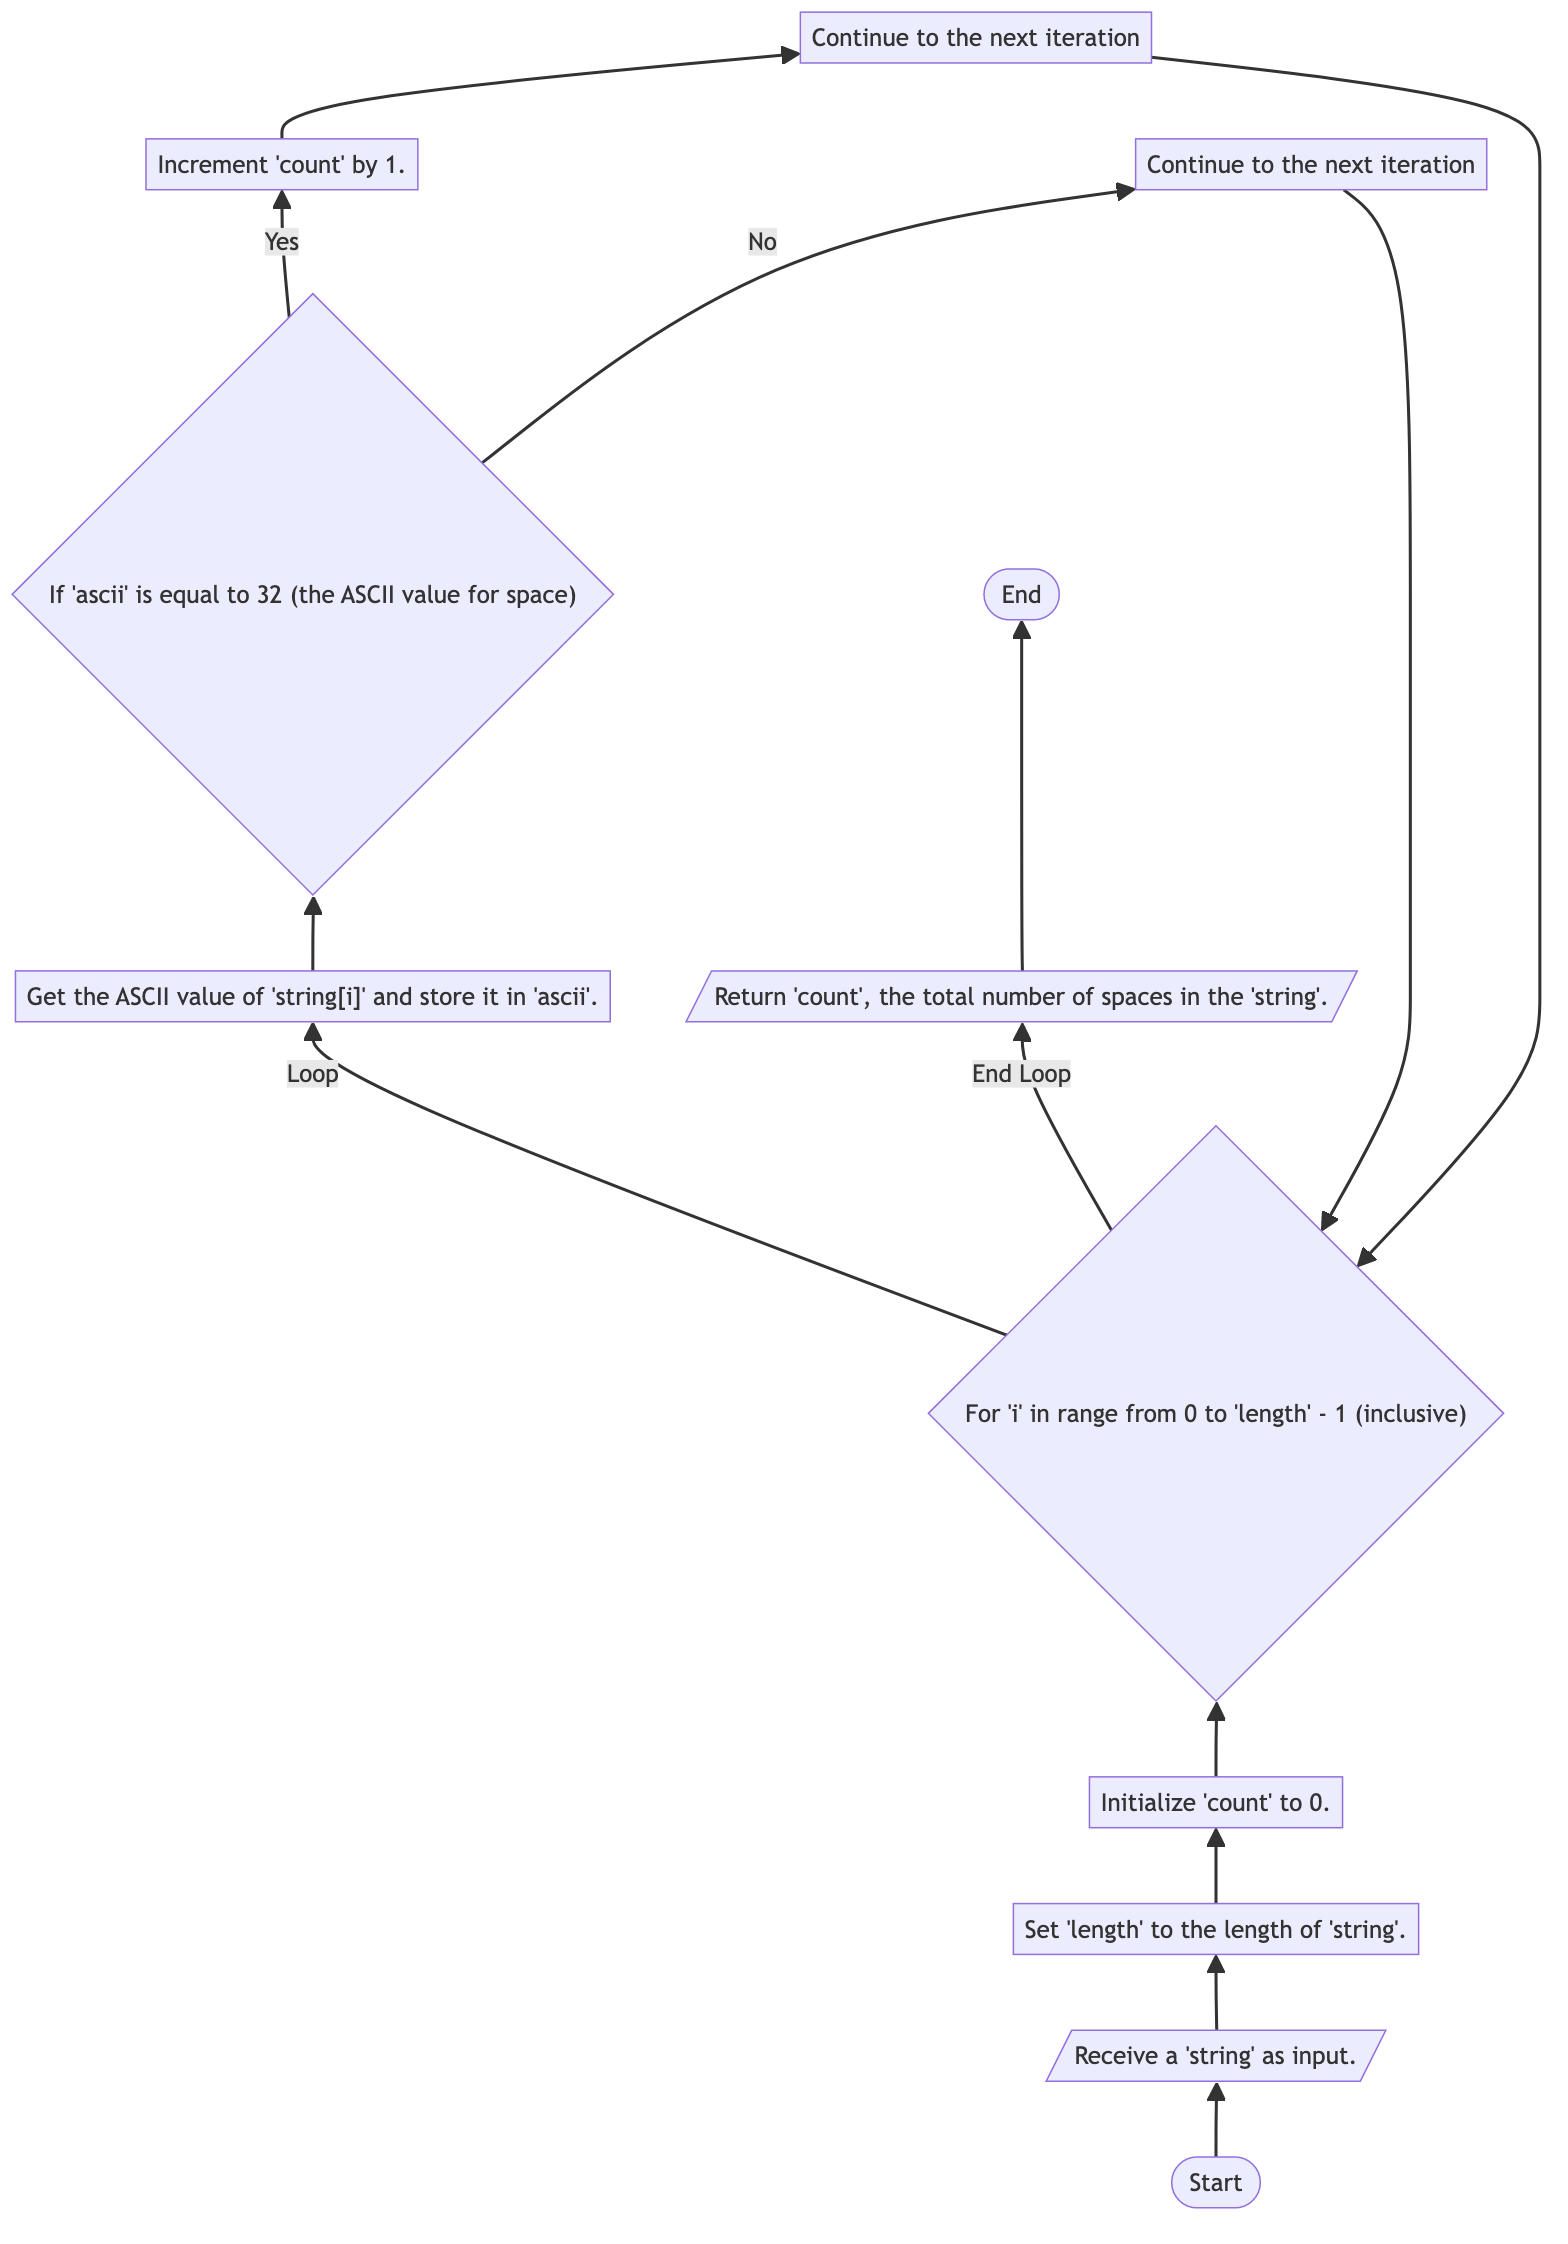 Continue to the next iteration
Increment 'count' by 1.
Continue to the next iteration
Yes
No
If 'ascii' is equal to 32 (the ASCII value for space)
End
Get the ASCII value of 'string[i]' and store it in 'ascii'.
Return 'count', the total number of spaces in the 'string'.
Loop
End Loop
For 'i' in range from 0 to 'length' - 1 (inclusive)
Initialize 'count' to 0.
Set 'length' to the length of 'string'.
Receive a 'string' as input.
Start